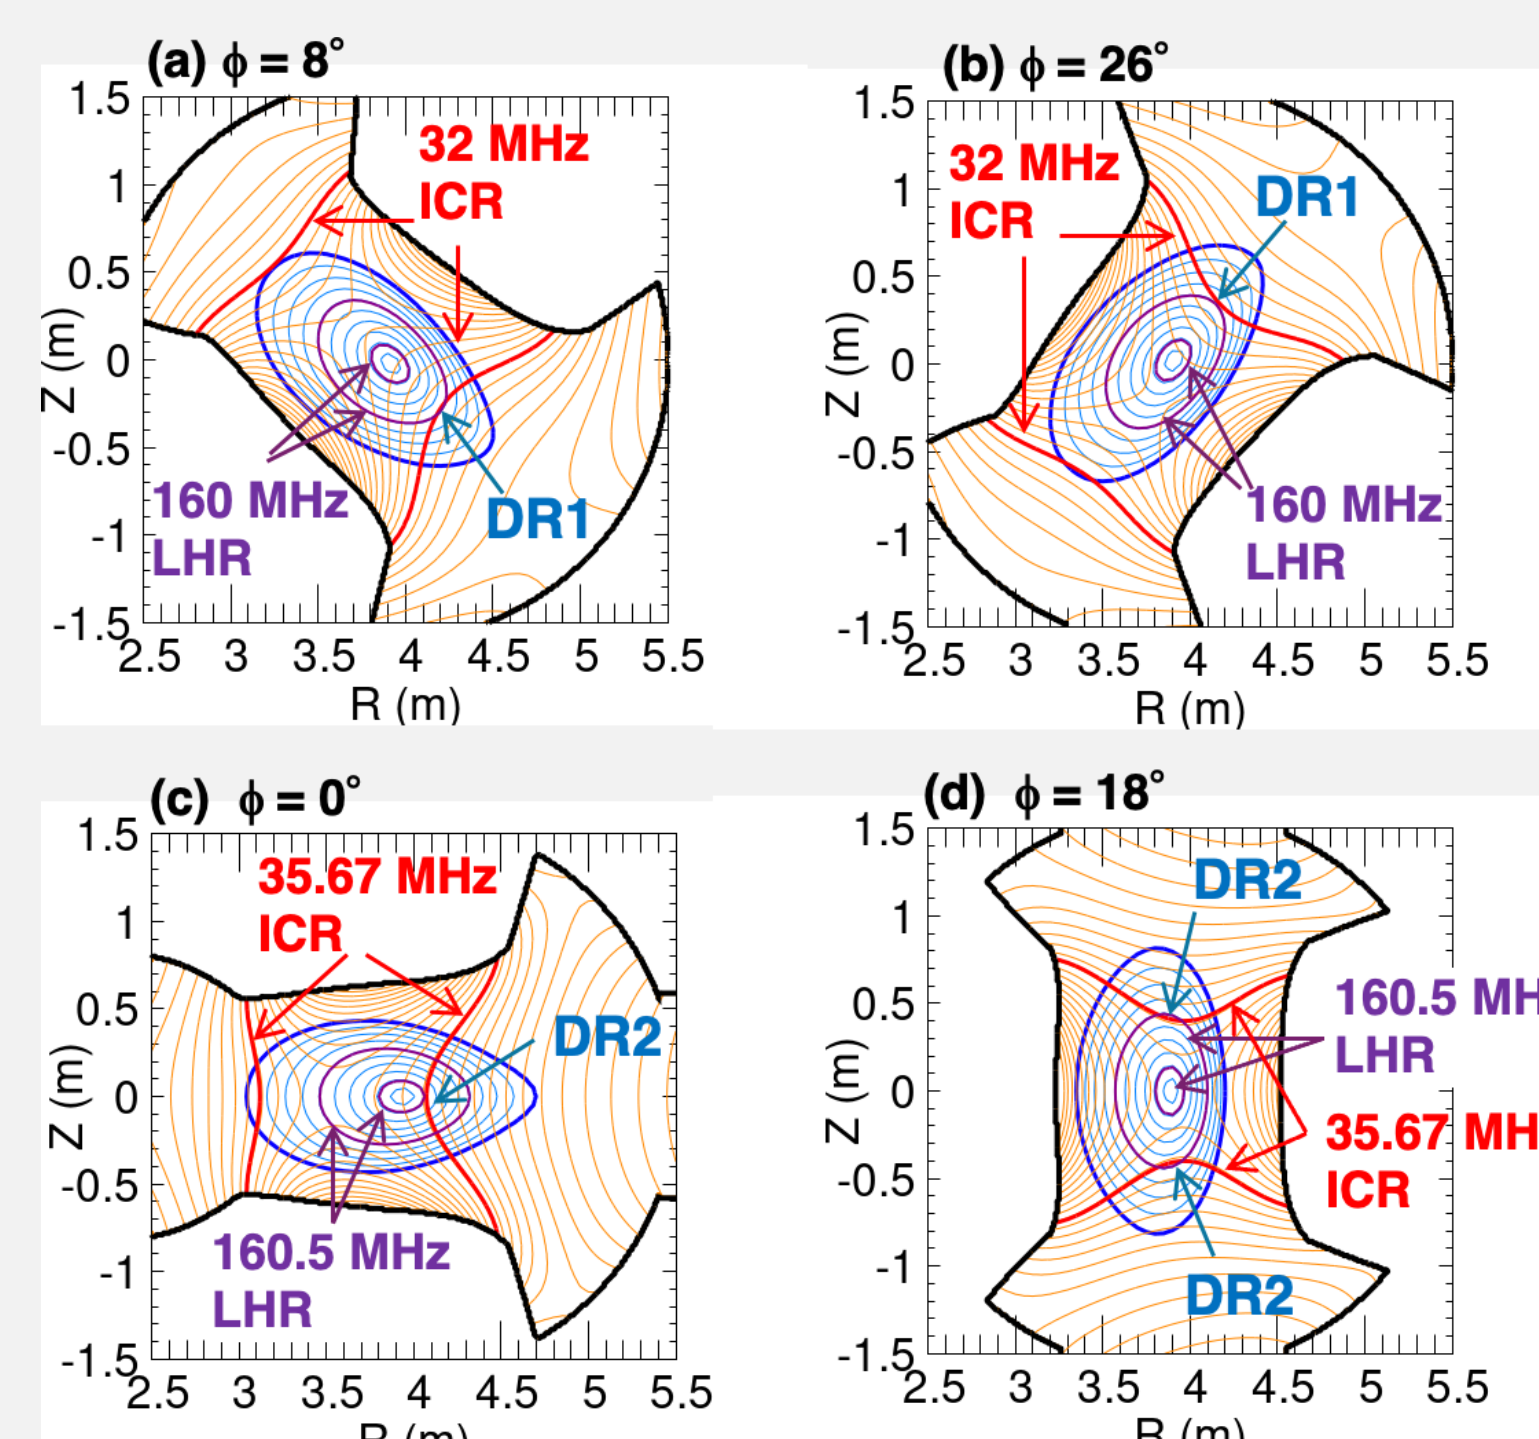 (a) ϕ = 8°
1.5
1
0.5
0
-0.5
-1
-1.5
Z (m)
2.5 3 3.5 4 4.5 5 5.5
R (m)
32 MHz
ICR
DR1
160 MHz
LHR
(b) ϕ = 26°
1.5
1
0.5
0
-0.5
-1
-1.5
Z (m)
2.5 3 3.5 4 4.5 5 5.5
R (m)
32 MHz
ICR
DR1
160 MHz
LHR
(c) ϕ = 0°
1.5
1
0.5
0
-0.5
-1
-1.5
Z (m)
2.5 3 3.5 4 4.5 5 5.5
R (m)
35.67 MHz
ICR
DR2
160.5 MHz
LHR
(d) ϕ = 18°
1.5
1
0.5
0
-0.5
-1
-1.5
Z (m)
2.5 3 3.5 4 4.5 5 5.5
R (m)
DR2
160.5 MH
LHR
35.67 MH
ICR
DR2